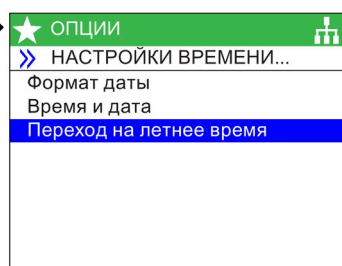 ОПЦИИ
НАСТРОЙКИ ВРЕМЕНИ...
Формат даты
Время и дата
Переход на летнее время